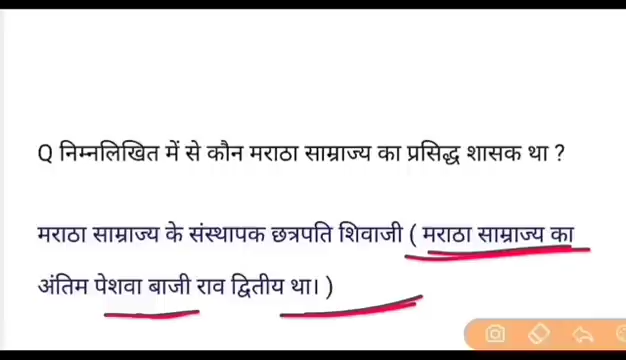 Q निम्नलिखित में से कौन मराठा साम्राज्य का प्रसिद्ध शासक था ?
मराठा साम्राज्य के संस्थापक छत्रपति शिवाजी ( मराठा साम्राज्य का
अंतिम पेशवा बाजी राव द्वितीय था। )